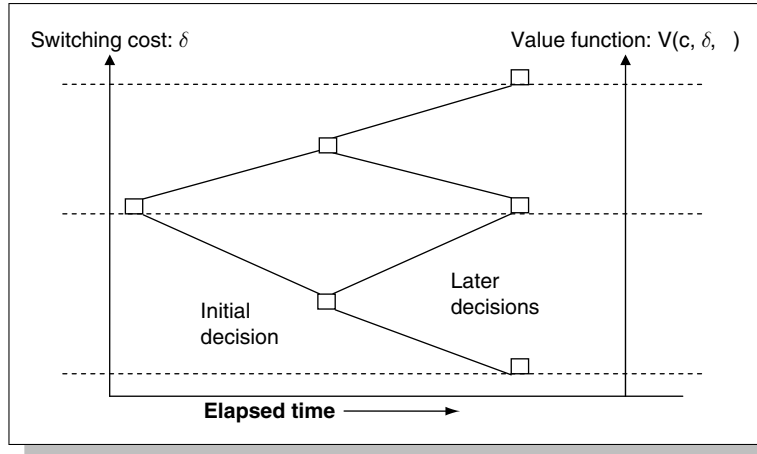 Switching cost: δ
Value function: V(c, δ, )
Initial
decision
Later
decisions
Elapsed time